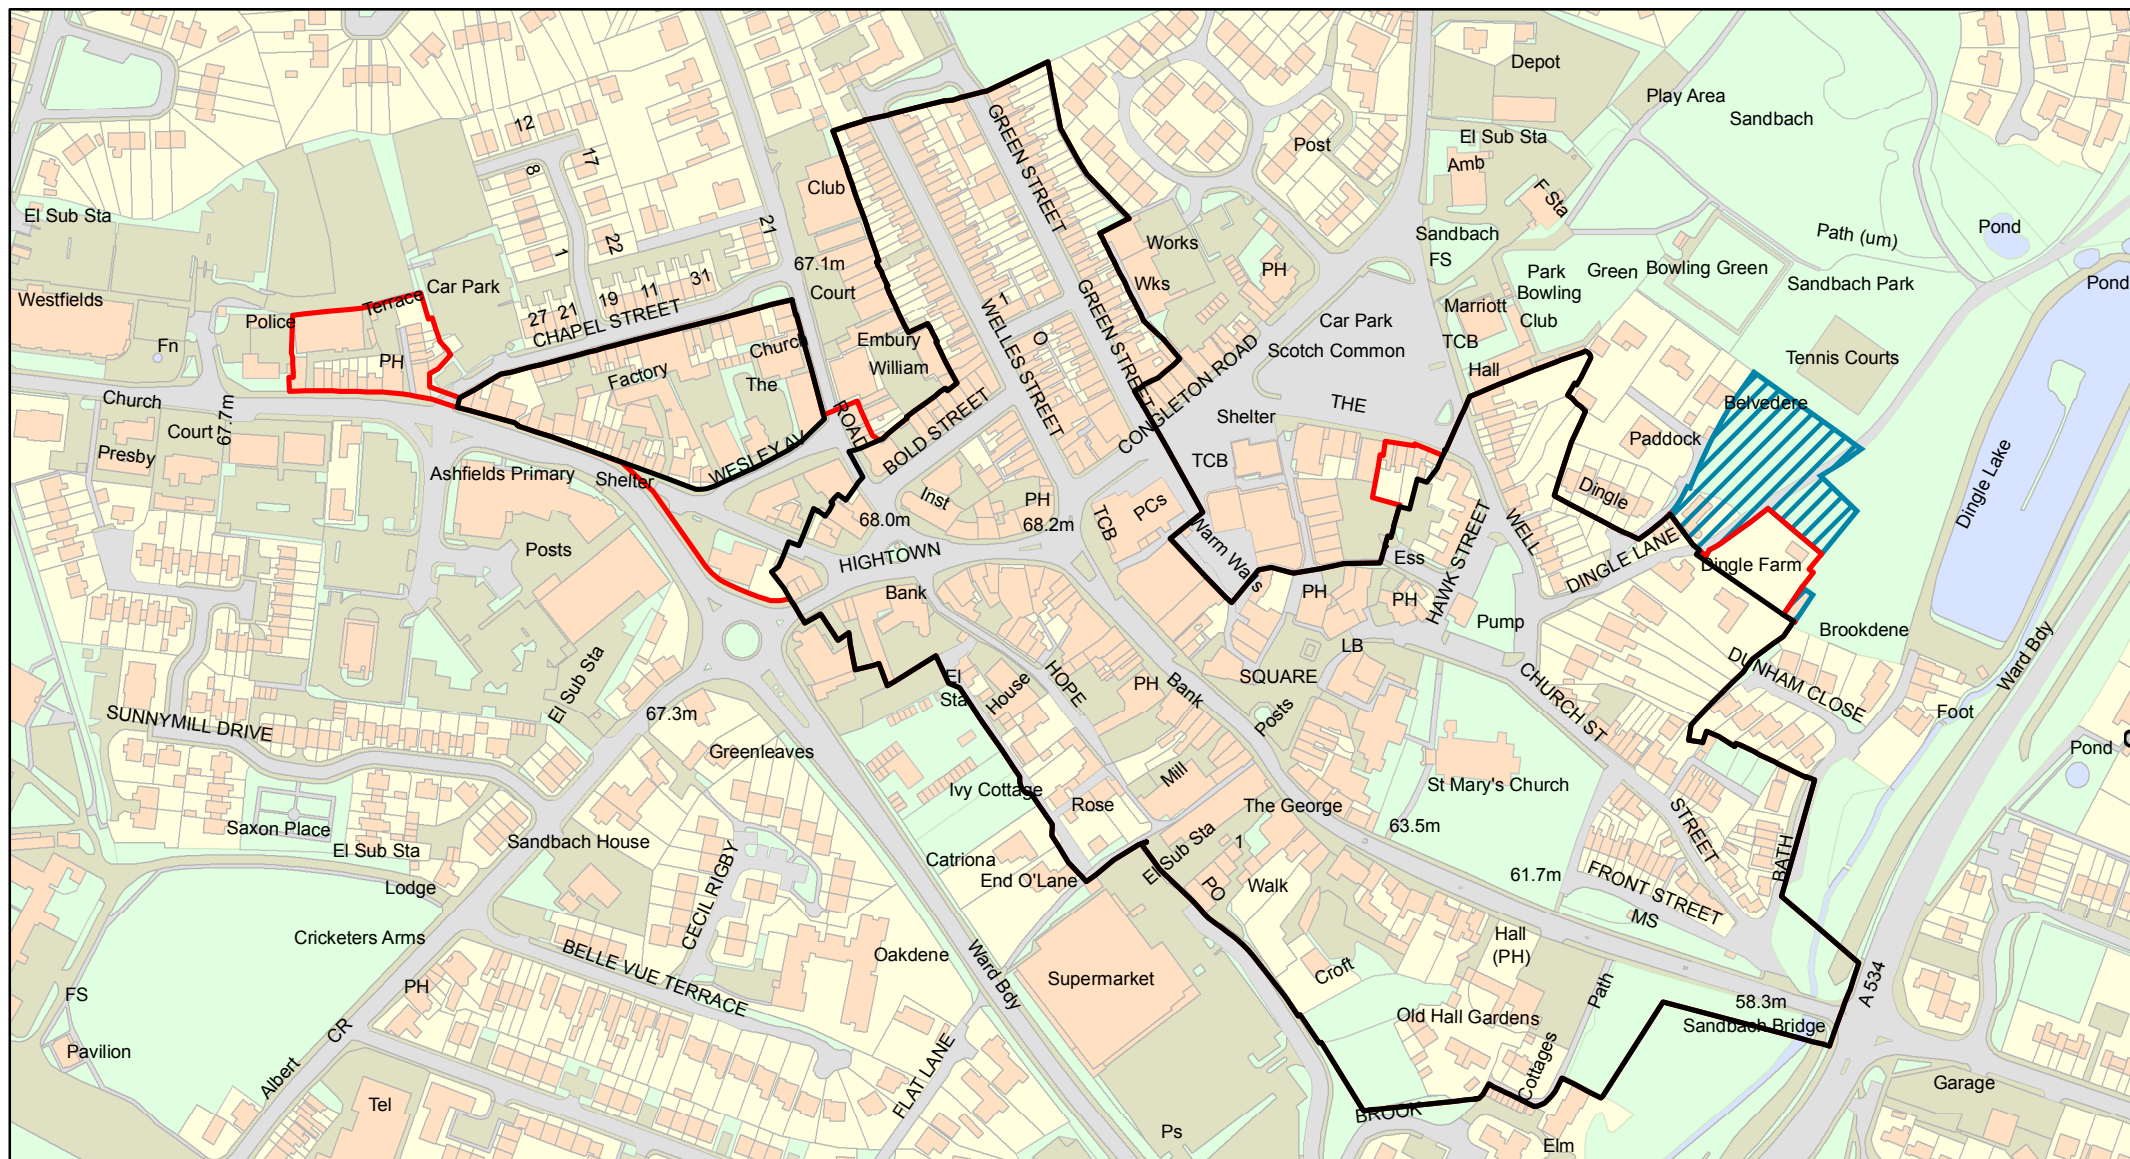 Depot
Play Area
Sandbach
12
17
8
El Sub Sta
Post
Amb
F Sta
Club
GREEN STREET
El Sub Sta
1
22
21
Works
Wks
PH
Sandbach
FS
Path (um)
Pond
Pond
67.1m
Court
Park
Bowling
Club
Green
Bowling Green
Sandbach Park
Westfields
Police
Terrace
Car Park
27
21
19
11
31
CHAPEL STREET
Fn
PH
1
O
WELLES STREET
GREEN STREET
Car Park
Scotch Common
Marriott
TCB
Hall
Tennis Courts
Embury
William
Church
The
Factory
CONGLETON ROAD
Church
67.7m
Court
Presby
THE
Shelter
Belvedere
Paddock
Dingle
ROAD
BOLD STREET
WESLEY AV
Ashfields Primary
Shelter
TCB
Inst
PH
68.0m
68.2m
TCB
PCs
Warm Wars
HAWK STREET
WELL
Dingle Lake
Posts
HIGHTOWN
Bank
Ess
PH
PH
DINGLE LANE
Dingle Farm
Pump
Brookdene
LB
SQUARE
El
Sta
House
HOPE
PH
Bank
Posts
CHURCH ST
DUNHAM CLOSE
Ward Bdy
Foot
Pond
SUNNYMILL DRIVE
El Sub Sta
67.3m
Greenleaves
Ivy Cottage
Rose
Mill
The George
St Mary's Church
STREET
BATH
Saxon Place
El Sub Sta
Sandbach House
CECIL RIGBY
Catriona
End O'Lane
El Sub Sta
1
PO
Walk
63.5m
61.7m
FRONT STREET
MS
Lodge
Cricketers Arms
BELLE VUE TERRACE
Oakdene
Ward Bdy
Supermarket
Croft
Hall
(PH)
Path
FS
PH
CR
Albert
Pavilion
Tel
FLAT LANE
Old Hall Gardens
Cottages
58.3m
Sandbach Bridge
A 534
Garage
BROOK
Ps
Elm